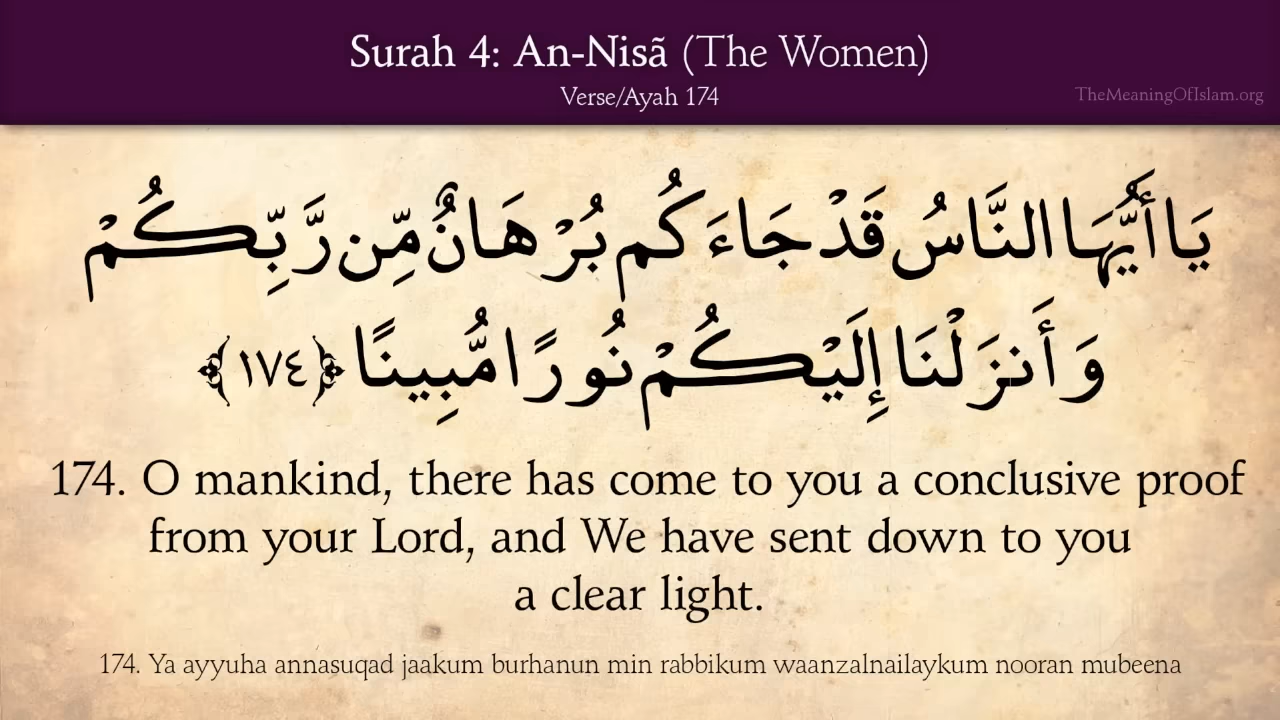 Surah 4: An-Nisã (The Women)
Verse/Ayah 174
TheMeaningOfIslam.org
يَا أَيُّهَا النَّاسُ قَدْ جَاءَكُم بُرْهَانٌ مِّن رَّبِّكُمْ
وَأَنزَلْنَا إِلَيْكُمْ نُورًا مُّبِينًا ﴿١٧٤﴾
174. O mankind, there has come to you a conclusive proof
from your Lord, and We have sent down to you
a clear light.
174. Ya ayyuha annasuqad jaakum burhanun min rabbikum waanzalnailaykum nooran mubeena